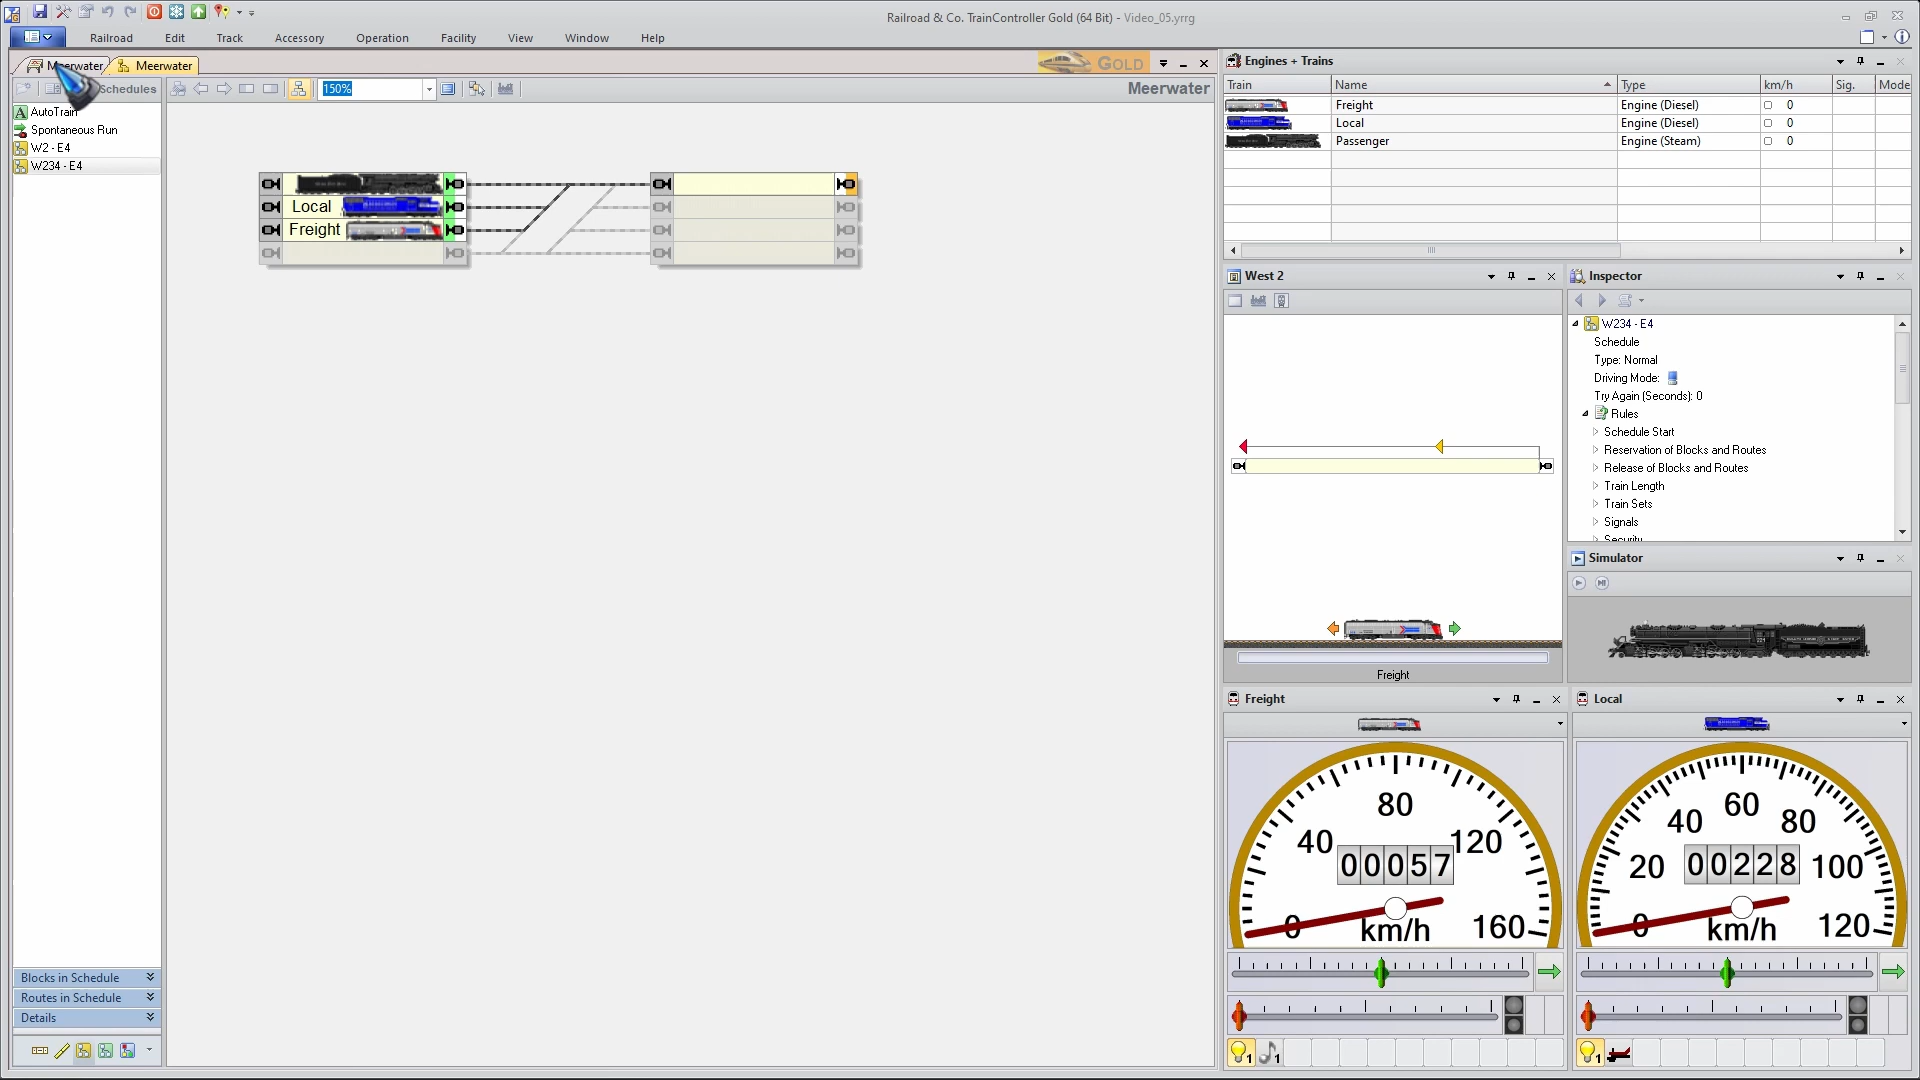 Railroad & Co. TrainController Gold (64 Bit) - Video_05.yrrg
Railroad Edit Track Accessory Operation Facility View Window Help
Meerwater Meerwater GOLD
Schedules 150% Meerwater
AutoTrain
Spontaneous Run
W2 - E4
W234 - E4
Local
Freight
Blocks in Schedule
Routes in Schedule
Details
Engines + Trains
Train Name Type km/h Sig. Mode
Freight Engine (Diesel) 0
Local Engine (Diesel) 0
Passenger Engine (Steam) 0
West 2
Freight
Inspector
W234 - E4
Schedule
Type: Normal
Driving Mode:
Try Again (Seconds): 0
Rules
Schedule Start
Reservation of Blocks and Routes
Release of Blocks and Routes
Train Length
Train Sets
Signals
Security
Simulator
Freight
0 40 80 120 160
00057
km/h
1 1
Local
0 20 40 60 80 100 120
00228
km/h
1